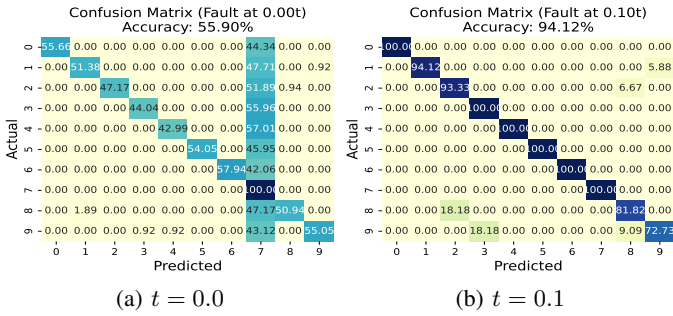 Confusion Matrix (Fault at 0.00t)
Accuracy: 55.90%
Actual
0 55.66 0.00 0.00 0.00 0.00 0.00 0.00 44.34 0.00 0.00
1 0.00 51.38 0.00 0.00 0.00 0.00 0.00 47.71 0.00 0.92
2 0.00 0.00 47.17 0.00 0.00 0.00 0.00 51.89 0.94 0.00
3 0.00 0.00 0.00 44.04 0.00 0.00 0.00 55.96 0.00 0.00
4 0.00 0.00 0.00 0.00 42.99 0.00 0.00 57.01 0.00 0.00
5 0.00 0.00 0.00 0.00 0.00 54.05 0.00 45.95 0.00 0.00
6 0.00 0.00 0.00 0.00 0.00 0.00 57.94 42.06 0.00 0.00
7 0.00 0.00 0.00 0.00 0.00 0.00 0.00 100.00 0.00 0.00
8 0.00 1.89 0.00 0.00 0.00 0.00 0.00 47.17 50.94 0.00
9 0.00 0.00 0.00 0.92 0.92 0.00 0.00 43.12 0.00 55.05
0 1 2 3 4 5 6 7 8 9
Predicted
(a) t = 0.0
Confusion Matrix (Fault at 0.10t)
Accuracy: 94.12%
Actual
0 100.00 0.00 0.00 0.00 0.00 0.00 0.00 0.00 0.00 0.00
1 0.00 94.12 0.00 0.00 0.00 0.00 0.00 0.00 0.00 5.88
2 0.00 0.00 93.33 0.00 0.00 0.00 0.00 0.00 6.67 0.00
3 0.00 0.00 0.00 100.00 0.00 0.00 0.00 0.00 0.00 0.00
4 0.00 0.00 0.00 0.00 100.00 0.00 0.00 0.00 0.00 0.00
5 0.00 0.00 0.00 0.00 0.00 100.00 0.00 0.00 0.00 0.00
6 0.00 0.00 0.00 0.00 0.00 0.00 100.00 0.00 0.00 0.00
7 0.00 0.00 0.00 0.00 0.00 0.00 0.00 100.00 0.00 0.00
8 0.00 0.00 18.18 0.00 0.00 0.00 0.00 0.00 81.82 0.00
9 0.00 0.00 0.00 18.18 0.00 0.00 0.00 0.00 9.09 72.73
0 1 2 3 4 5 6 7 8 9
Predicted
(b) t = 0.1